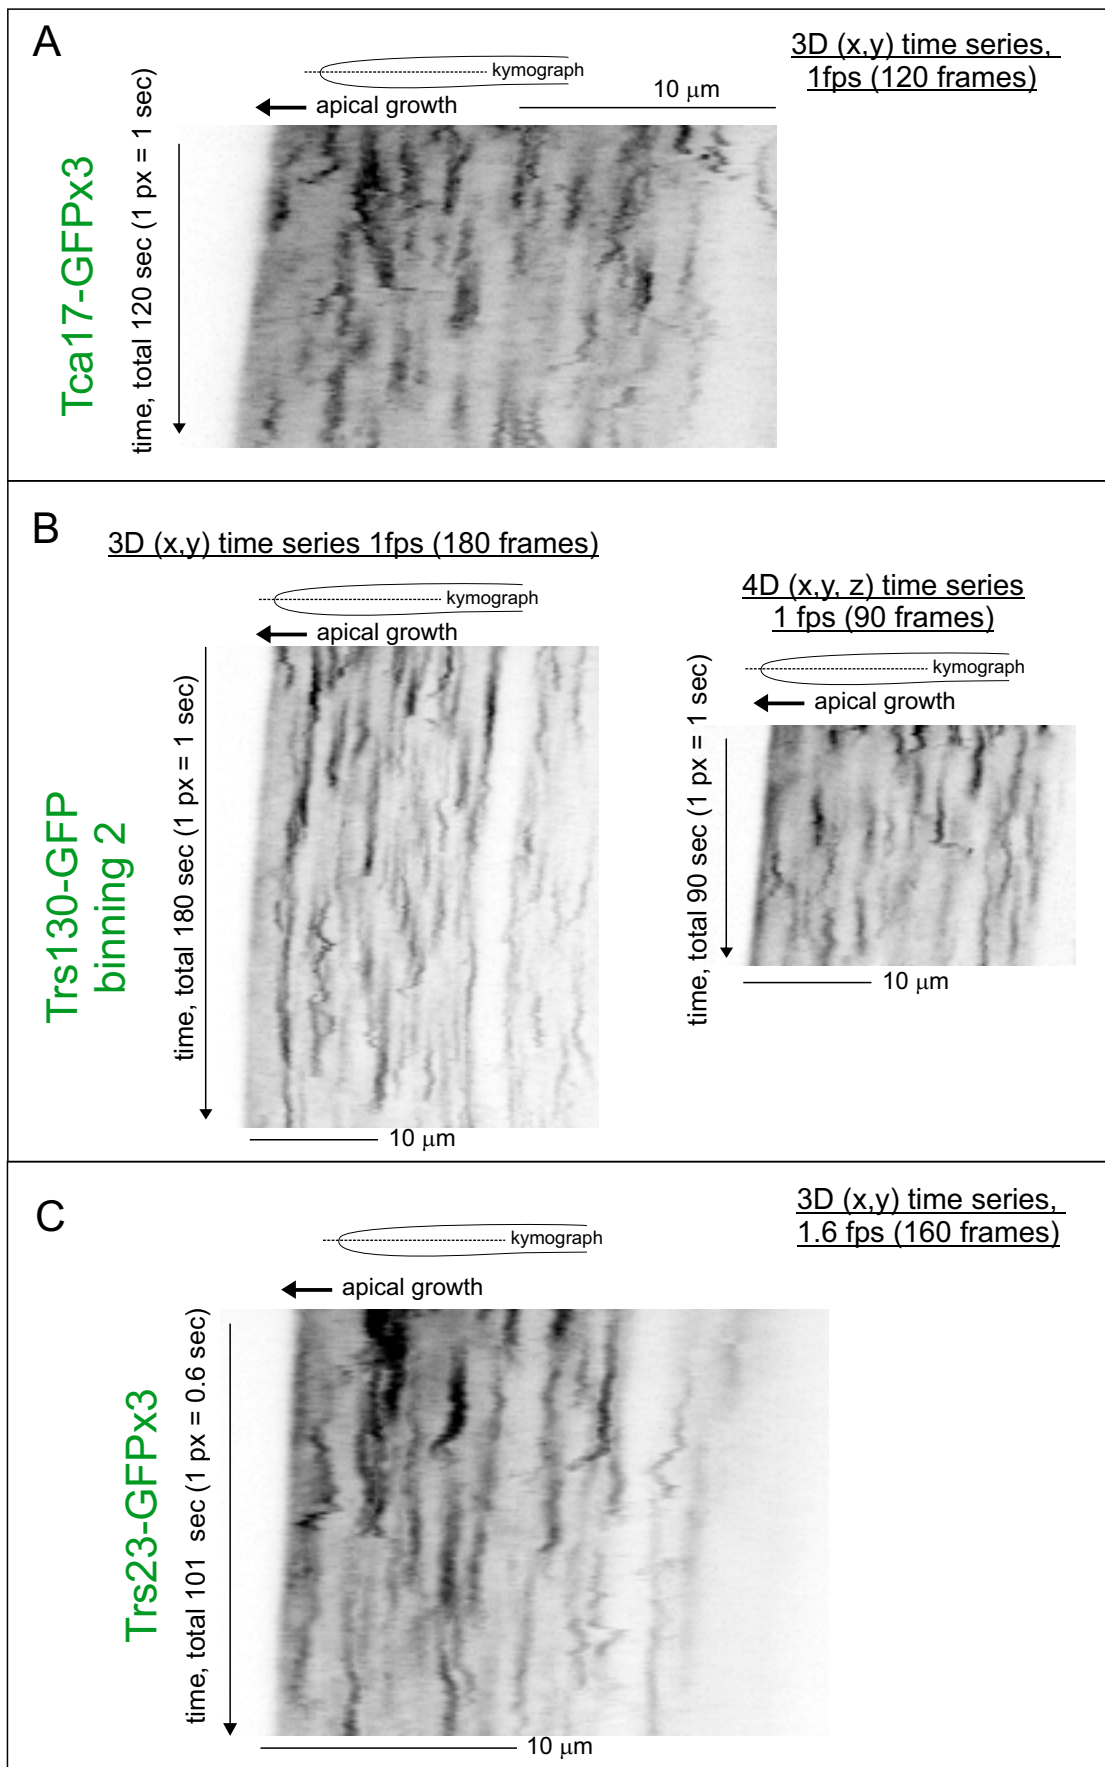 A
3D (x,y) time series,
1fps (120 frames)
kymograph
apical growth
10 μm
Tca17-GFPx3
time, total 120 sec (1 px = 1 sec)
B
3D (x,y) time series 1fps (180 frames)
kymograph
apical growth
Trs130-GFP
binning 2
time, total 180 sec (1 px = 1 sec)
10 μm
4D (x,y, z) time series
1 fps (90 frames)
kymograph
apical growth
time, total 90 sec (1 px = 1 sec)
10 μm
C
3D (x,y) time series,
1.6 fps (160 frames)
kymograph
apical growth
Trs23-GFPx3
time, total 101  sec (1 px = 0.6 sec)
10 μm